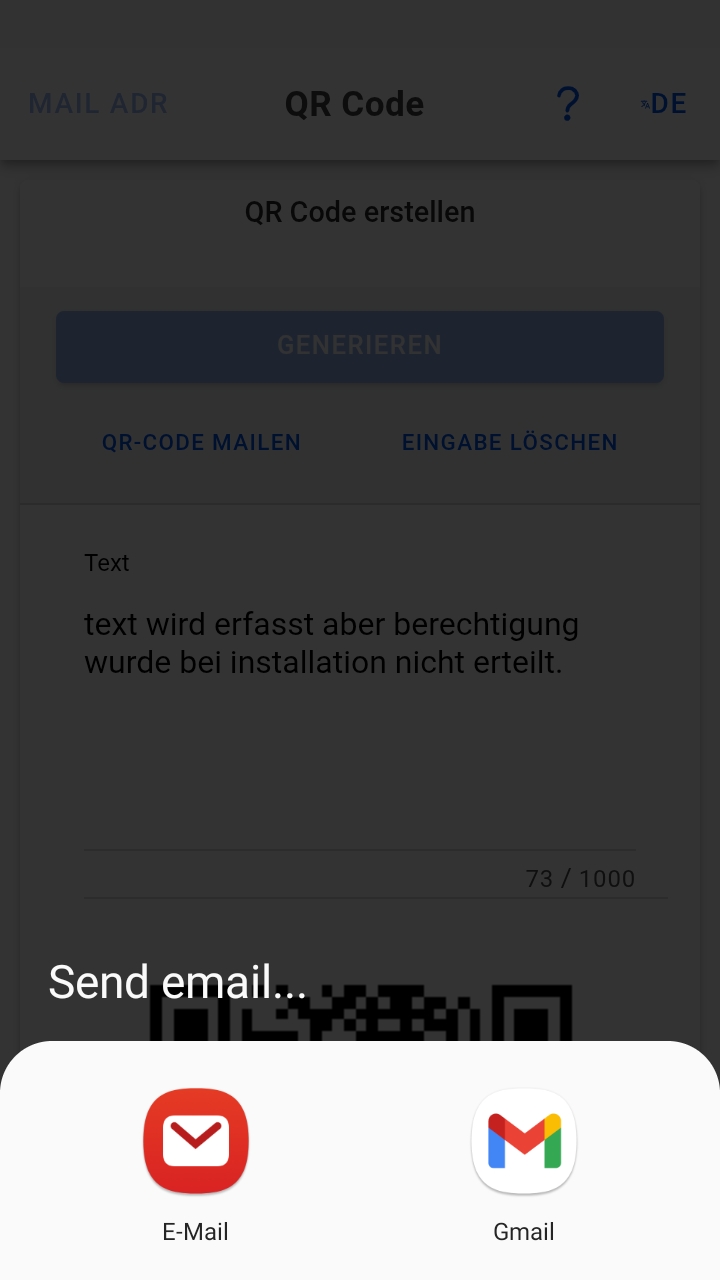 MAIL ADR
QR Code
?
DE
QR Code erstellen
GENERIEREN
QR-CODE MAILEN
EINGABE LÖSCHEN
Text
text wird erfasst aber berechtigung
wurde bei installation nicht erteilt.
73 / 1000
Send email...
E-Mail
Gmail